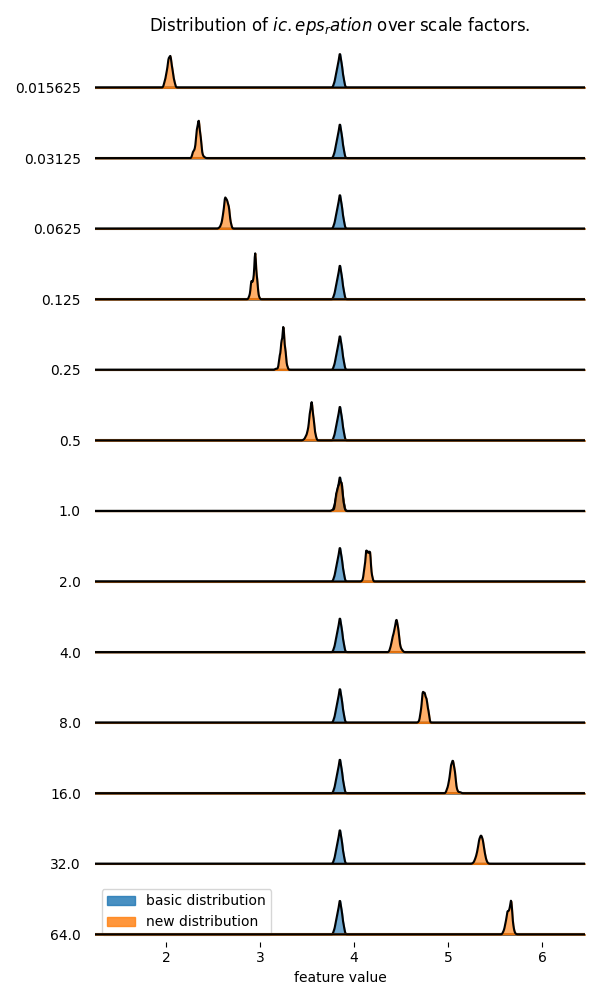 Distribution of ic.eps_ration over scale factors.
0.015625
0.03125
0.0625
0.125
0.25
0.5
1.0
2.0
4.0
8.0
16.0
32.0
64.0
basic distribution
new distribution
2 3 4 5 6
feature value